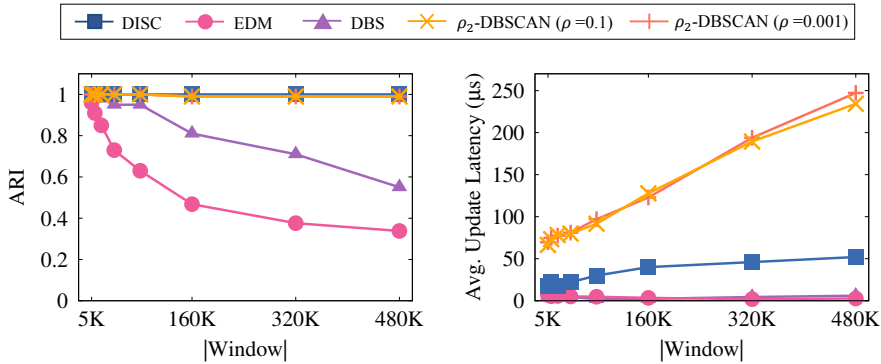 DISC EDM DBS ρ₂-DBSCAN (ρ =0.1) ρ₂-DBSCAN (ρ =0.001)
ARI
1
0.8
0.6
0.4
0.2
0
5K 160K 320K 480K
|Window|
Avg. Update Latency (μs)
250
200
150
100
50
0
5K 160K 320K 480K
|Window|